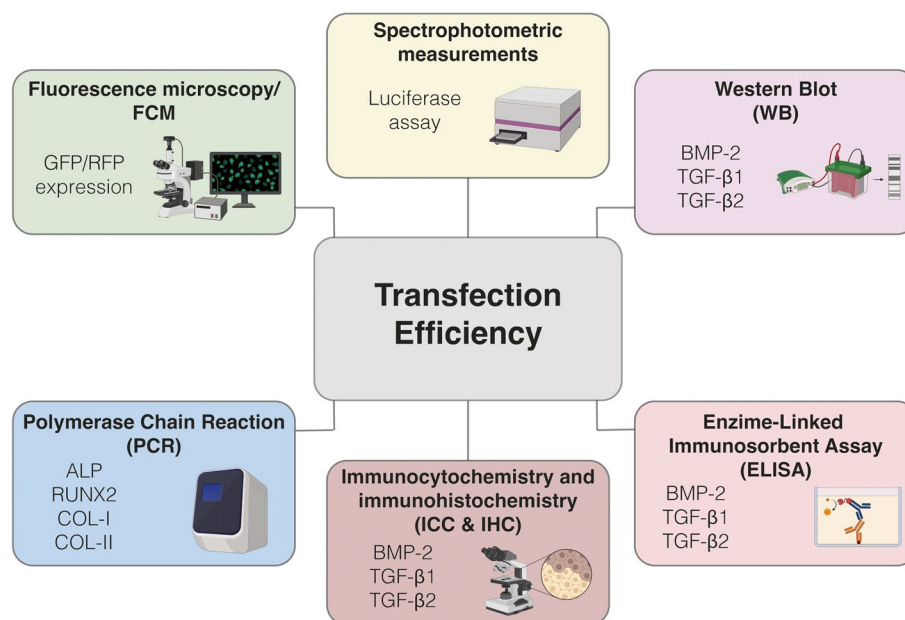 Spectrophotometric
measurements
Luciferase
assay
Fluorescence microscopy/
FCM
GFP/RFP
expression
Western Blot
(WB)
BMP-2
TGF-β1
TGF-β2
Transfection
Efficiency
Polymerase Chain Reaction
(PCR)
ALP
RUNX2
COL-I
COL-II
Immunocytochemistry and
immunohistochemistry
(ICC & IHC)
BMP-2
TGF-β1
TGF-β2
Enzime-Linked
Immunosorbent Assay
(ELISA)
BMP-2
TGF-β1
TGF-β2